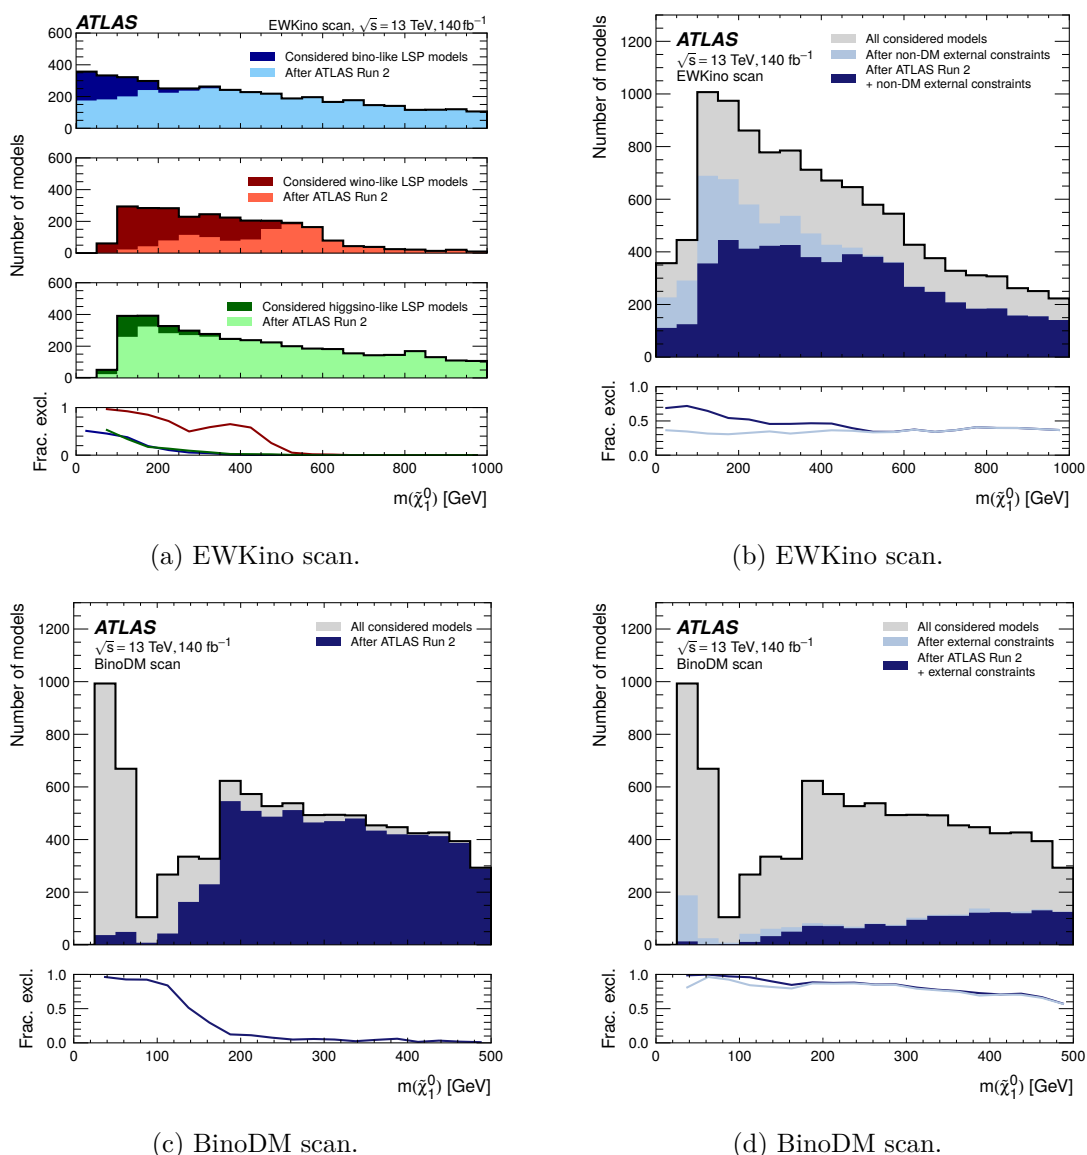 ATLAS
EWKino scan, √s = 13 TeV, 140 fb⁻¹
Number of models
600
400
200
0
Considered bino-like LSP models
After ATLAS Run 2
600
400
200
0
Considered wino-like LSP models
After ATLAS Run 2
600
400
200
0
Considered higgsino-like LSP models
After ATLAS Run 2
Frac. excl.
1
0
0 200 400 600 800 1000
m(χ̃₁⁰) [GeV]
(a) EWKino scan.
Number of models
1200
1000
800
600
400
200
0
ATLAS
√s = 13 TeV, 140 fb⁻¹
EWKino scan
All considered models
After non-DM external constraints
After ATLAS Run 2
+ non-DM external constraints
Frac. excl.
1.0
0.5
0.0
0 200 400 600 800 1000
m(χ̃₁⁰) [GeV]
(b) EWKino scan.
Number of models
1200
1000
800
600
400
200
0
ATLAS
√s = 13 TeV, 140 fb⁻¹
BinoDM scan
All considered models
After ATLAS Run 2
Frac. excl.
1.0
0.5
0.0
0 100 200 300 400 500
m(χ̃₁⁰) [GeV]
(c) BinoDM scan.
Number of models
1200
1000
800
600
400
200
0
ATLAS
√s = 13 TeV, 140 fb⁻¹
BinoDM scan
All considered models
After external constraints
After ATLAS Run 2
+ external constraints
Frac. excl.
1.0
0.5
0.0
0 100 200 300 400 500
m(χ̃₁⁰) [GeV]
(d) BinoDM scan.